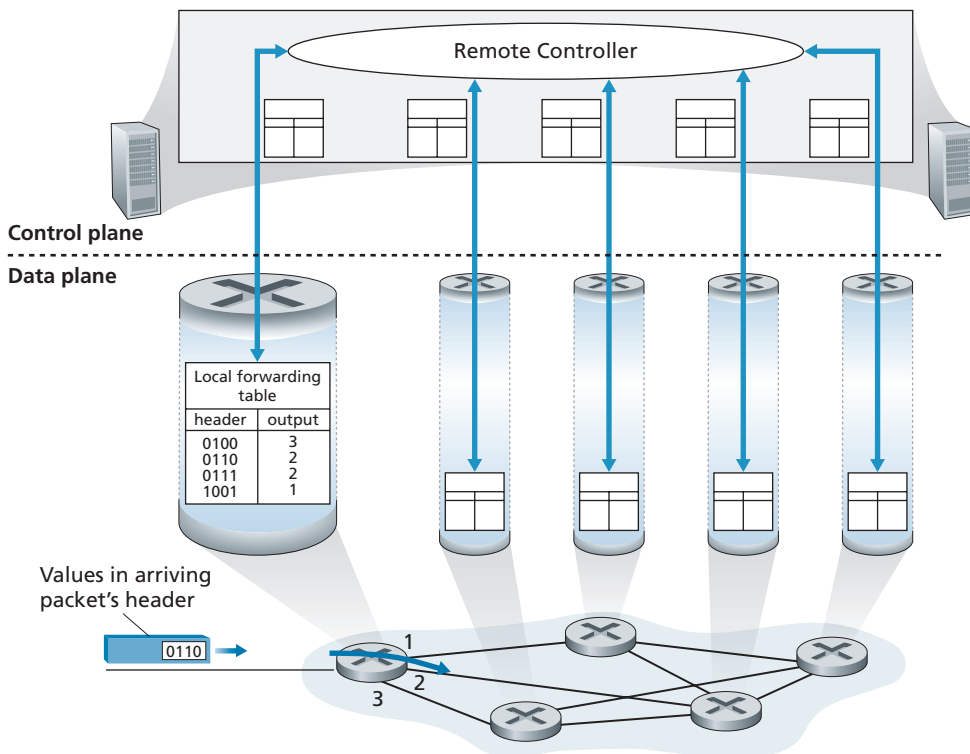 Remote Controller
Control plane
Data plane
Local forwarding
table
header output
0100 3
0110 2
0111 2
1001 1
Values in arriving
packet's header
0110
1
2
3